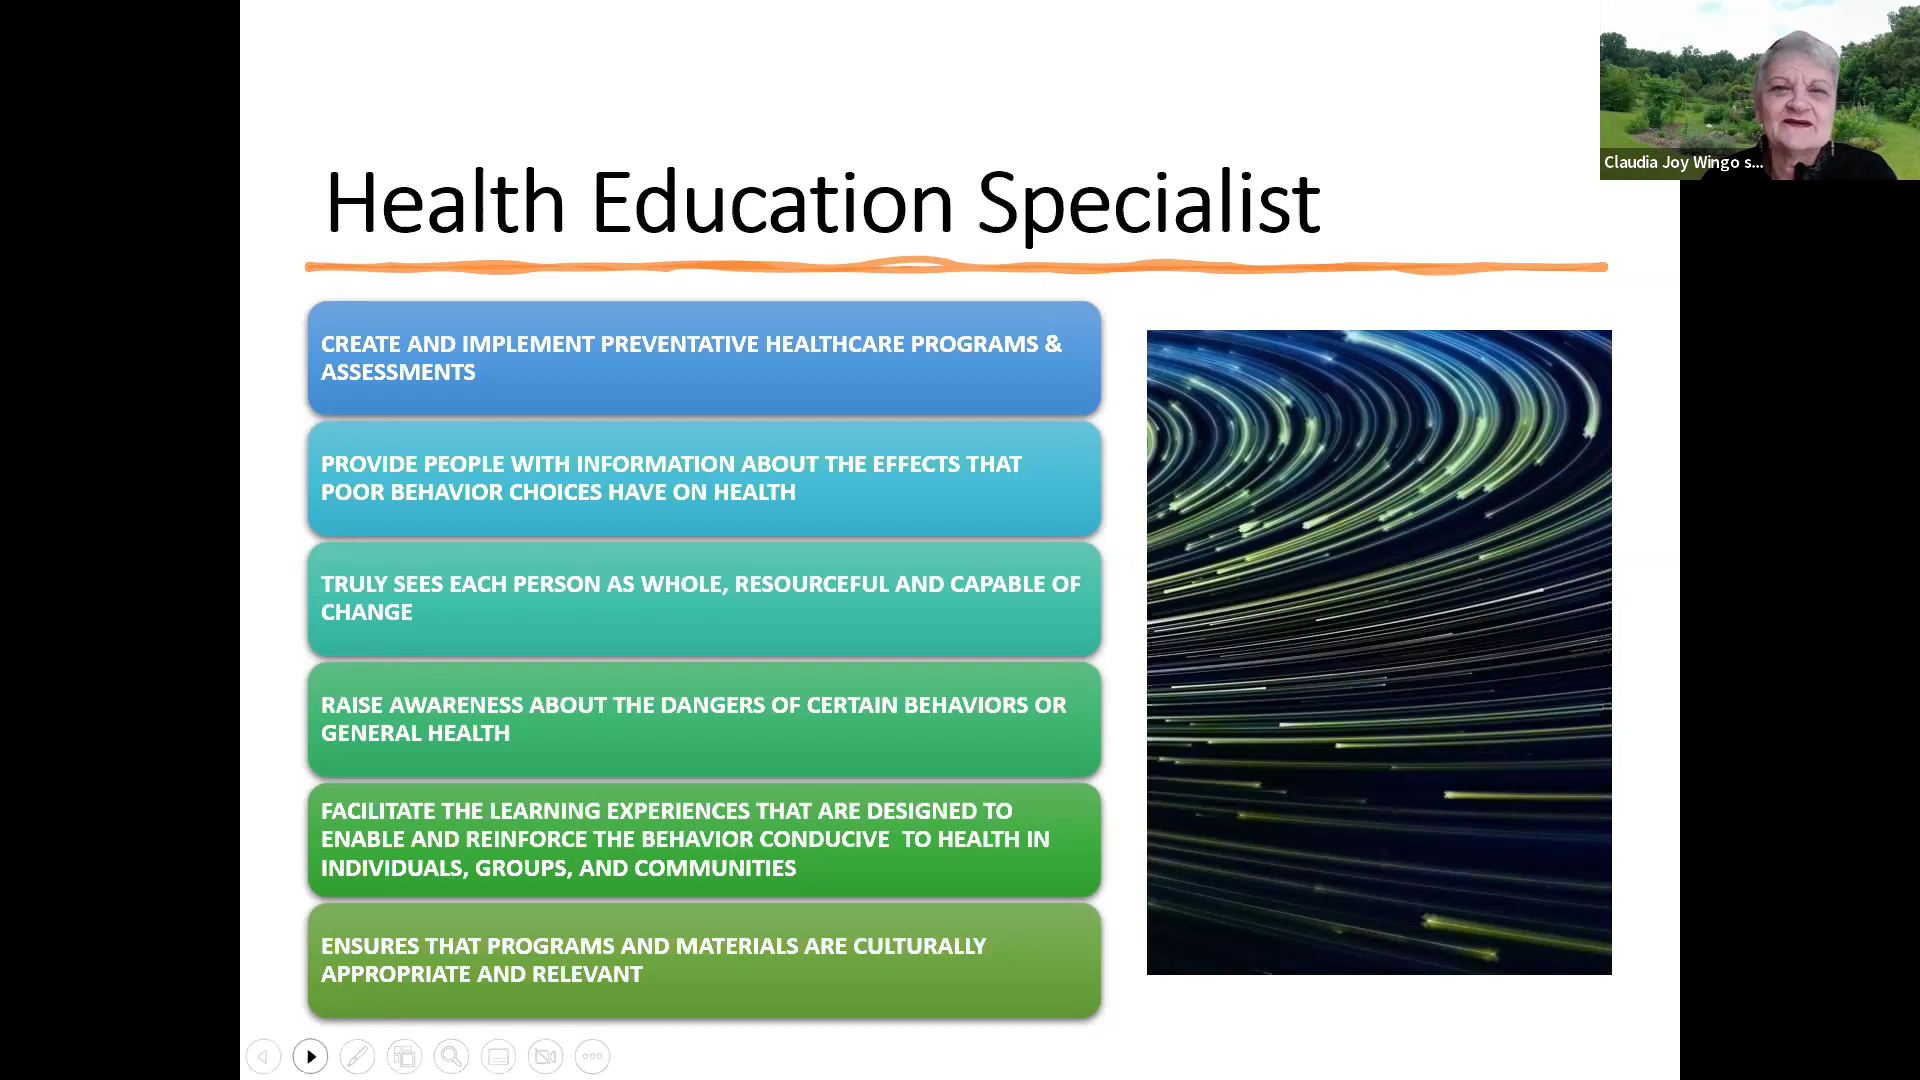 Health Education Specialist
CREATE AND IMPLEMENT PREVENTATIVE HEALTHCARE PROGRAMS &
ASSESSMENTS
PROVIDE PEOPLE WITH INFORMATION ABOUT THE EFFECTS THAT
POOR BEHAVIOR CHOICES HAVE ON HEALTH
TRULY SEES EACH PERSON AS WHOLE, RESOURCEFUL AND CAPABLE OF
CHANGE
RAISE AWARENESS ABOUT THE DANGERS OF CERTAIN BEHAVIORS OR
GENERAL HEALTH
FACILITATE THE LEARNING EXPERIENCES THAT ARE DESIGNED TO
ENABLE AND REINFORCE THE BEHAVIOR CONDUCIVE  TO HEALTH IN
INDIVIDUALS, GROUPS, AND COMMUNITIES
ENSURES THAT PROGRAMS AND MATERIALS ARE CULTURALLY
APPROPRIATE AND RELEVANT
Claudia Joy Wingo s...